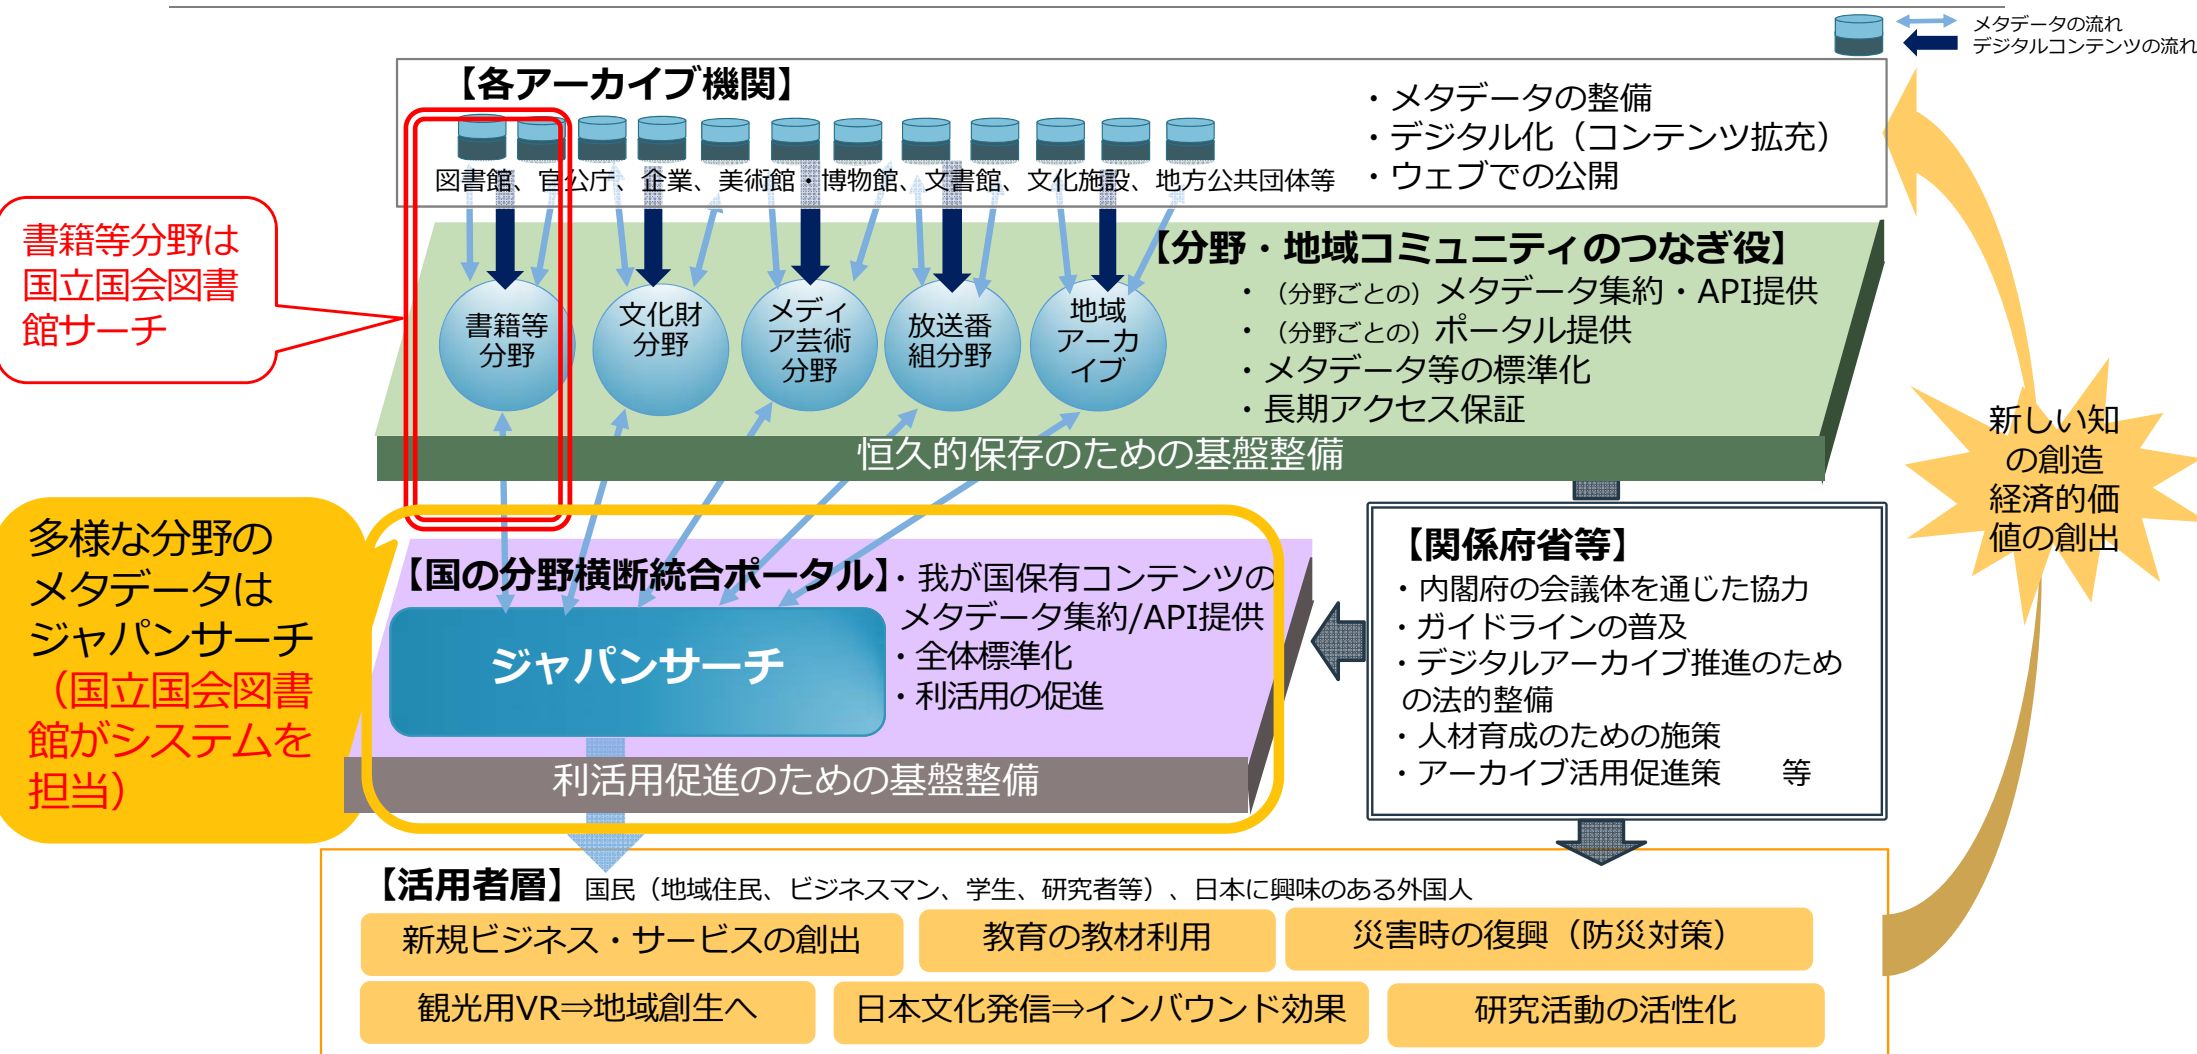 メタデータの流れ
デジタルコンテンツの流れ
【各アーカイブ機関】
・メタデータの整備
・デジタル化（コンテンツ拡充）
・ウェブでの公開
図書館、官公庁、企業、美術館・博物館、文書館、文化施設、地方公共団体等
書籍等分野は
国立国会図書
館サーチ
【分野・地域コミュニティのつなぎ役】
・（分野ごとの）メタデータ集約・API提供
・（分野ごとの）ポータル提供
・メタデータ等の標準化
・長期アクセス保証
書籍等
分野
文化財
分野
メディ
ア芸術
分野
放送番
組分野
地域
アーカ
イブ
恒久的保存のための基盤整備
新しい知
の創造
経済的価
値の創出
多様な分野の
メタデータは
ジャパンサーチ
（国立国会図書
館がシステムを
担当）
【国の分野横断統合ポータル】
・我が国保有コンテンツの
メタデータ集約/API提供
・全体標準化
・利活用の促進
ジャパンサーチ
利活用促進のための基盤整備
【関係府省等】
・内閣府の会議体を通じた協力
・ガイドラインの普及
・デジタルアーカイブ推進のため
の法的整備
・人材育成のための施策
・アーカイブ活用促進策　　等
【活用者層】国民（地域住民、ビジネスマン、学生、研究者等）、日本に興味のある外国人
新規ビジネス・サービスの創出
教育の教材利用
災害時の復興（防災対策）
観光用VR⇒地域創生へ
日本文化発信⇒インバウンド効果
研究活動の活性化